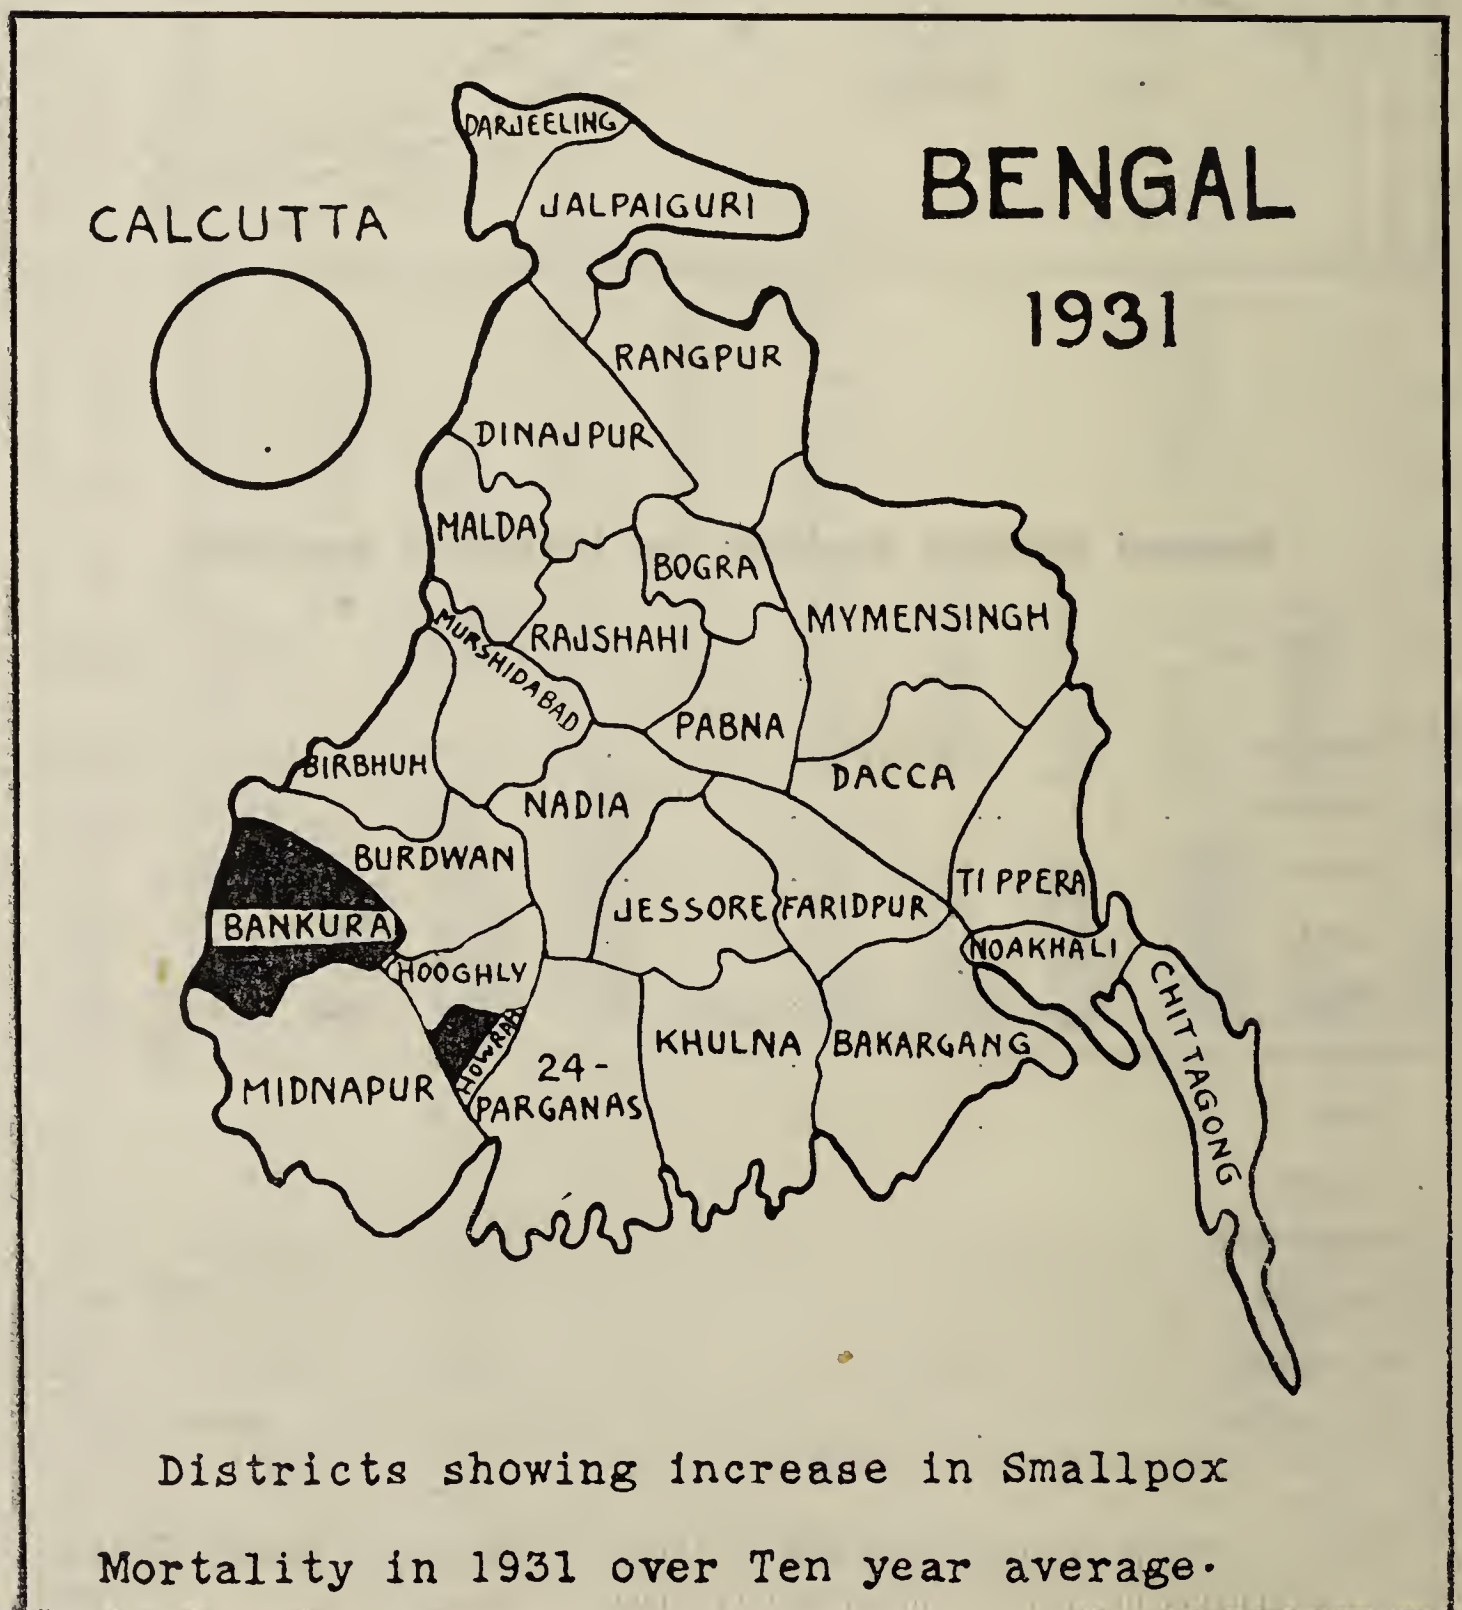 DARJEELING
JALPAIGURI
BENGAL
CALCUTTA
1931
RANGPUR
DINAJPUR
MALDA
BOGRA
MYMENSINGH
RAJSHAHI
MURSHIDABAD
PABNA
BIRBHUH
DACCA
NADIA
BURDWAN
TIPPERA
JESSORE
FARIDPUR
BANKURA
NOAKHALI
HOOGHLY
CHITTAGONG
HOWRAH
KHULNA
BAKARGANG
24-
PARGANAS
MIDNAPUR
Districts showing increase in Smallpox
Mortality in 1931 over Ten year average.